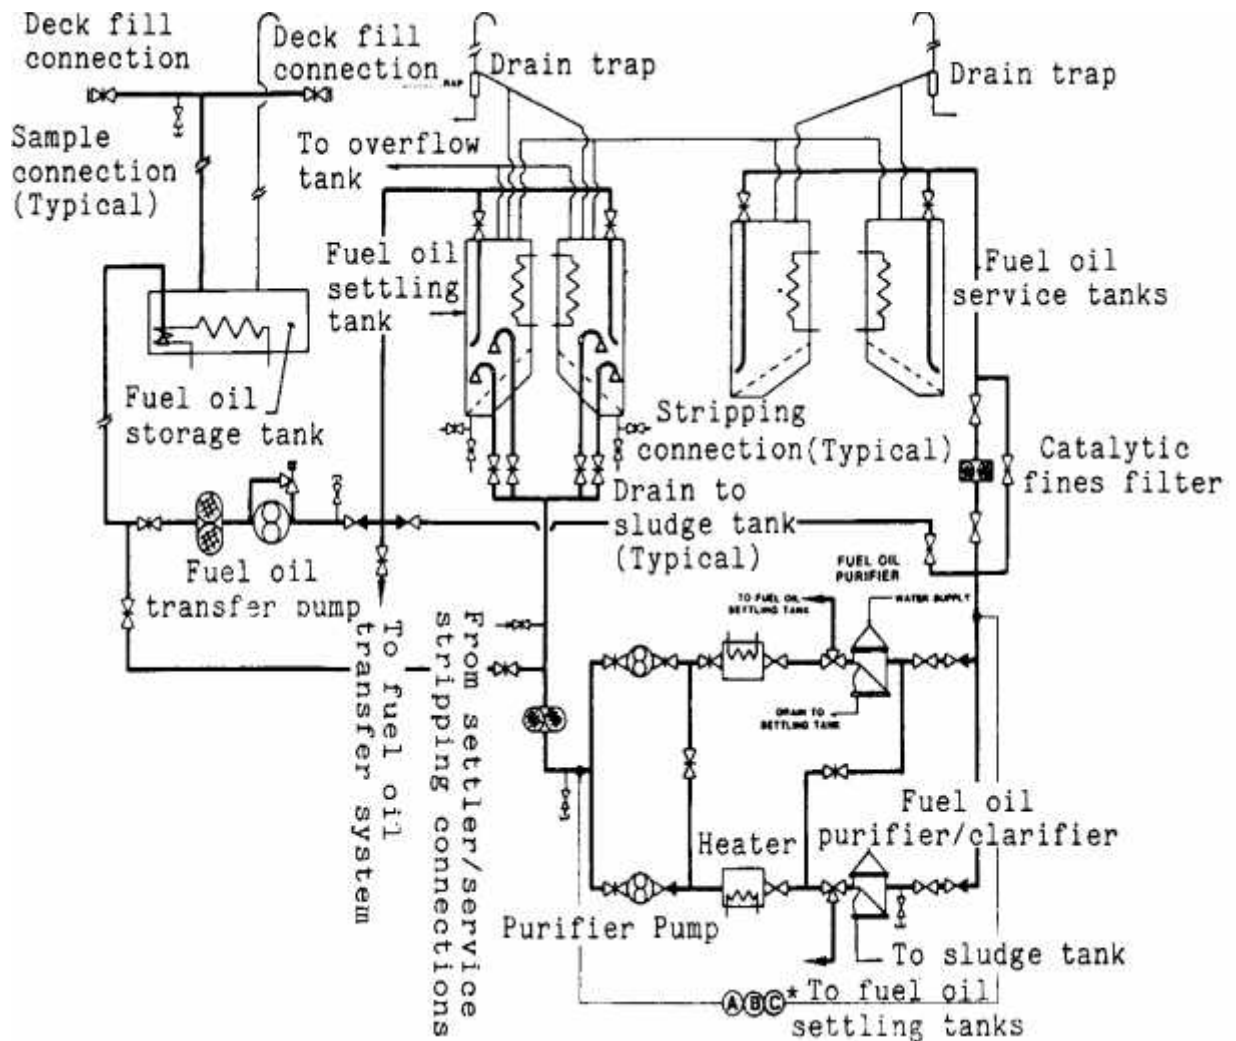 Deck fill
connection
Deck fill
connection
RAP
Drain trap
Drain trap
Sample
connection
(Typical)
To overflow
tank
Fuel oil
settling
tank
Fuel oil
service tanks
Fuel oil
storage tank
Stripping
connection(Typical)
Catalytic
fines filter
Drain to
sludge tank
(Typical)
Fuel oil
transfer pump
FUEL OIL
PURIFIER
TO FUEL OIL
SETTLING TANK
WATER SUPPLY
To fuel oil
transfer system
From settler/service
stripping connections
DRAIN TO
SETTLING TANK
Fuel oil
purifier/clarifier
Heater
Purifier Pump
To sludge tank
A B C * To fuel oil
settling tanks